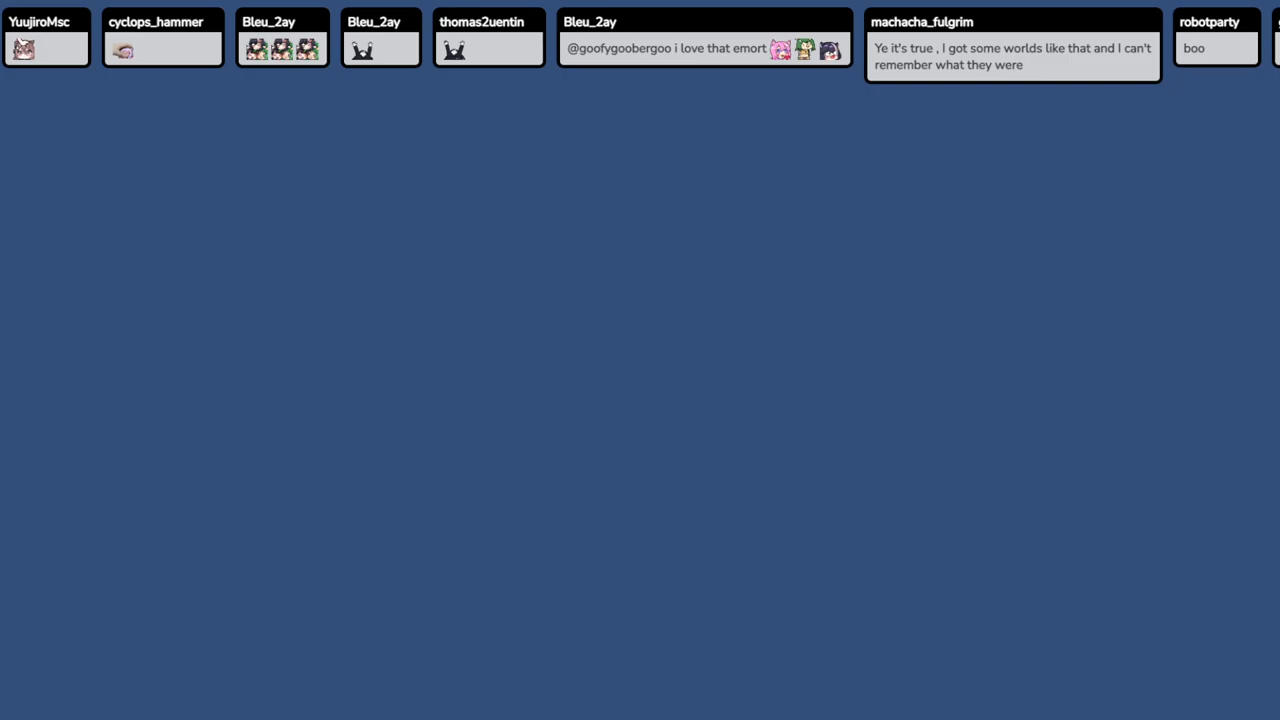 YuujiroMsc
cyclops_hammer
Bleu_2ay
Bleu_2ay
thomas2uentin
Bleu_2ay
@goofygoobergoo i love that emort
machacha_fulgrim
Ye it's true , I got some worlds like that and I can't
remember what they were
robotparty
boo